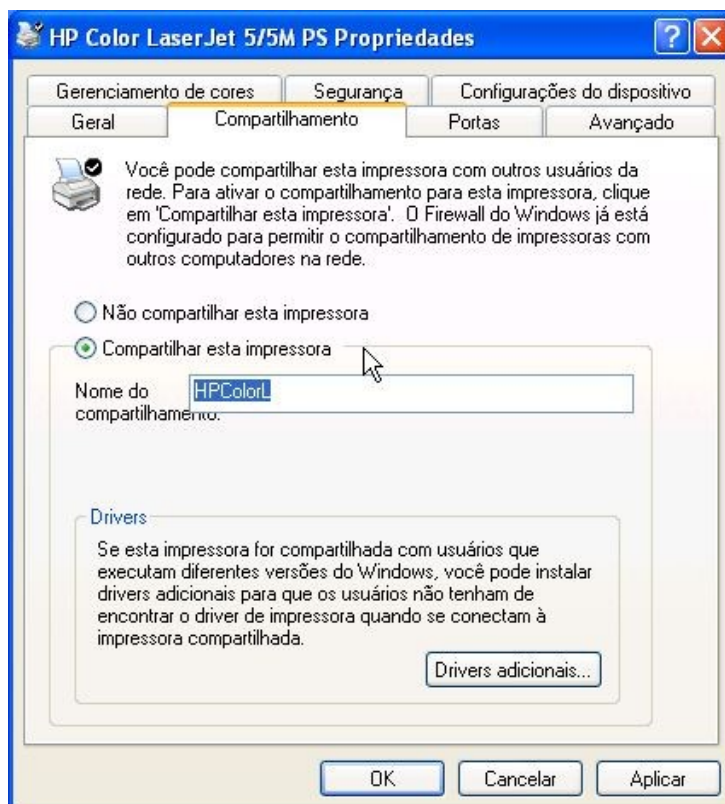 HP Color LaserJet 5/5M PS Propriedades
Gerenciamento de cores Segurança Configurações do dispositivo
Geral Compartilhamento Portas Avançado
Você pode compartilhar esta impressora com outros usuários da
rede. Para ativar o compartilhamento para esta impressora, clique
em 'Compartilhar esta impressora'. O Firewall do Windows já está
configurado para permitir o compartilhamento de impressoras com
outros computadores na rede.
Não compartilhar esta impressora
Compartilhar esta impressora
Nome do
compartilhamento:
HPColorL
Drivers
Se esta impressora for compartilhada com usuários que
executam diferentes versões do Windows, você pode instalar
drivers adicionais para que os usuários não tenham de
encontrar o driver de impressora quando se conectam à
impressora compartilhada.
Drivers adicionais...
OK Cancelar Aplicar